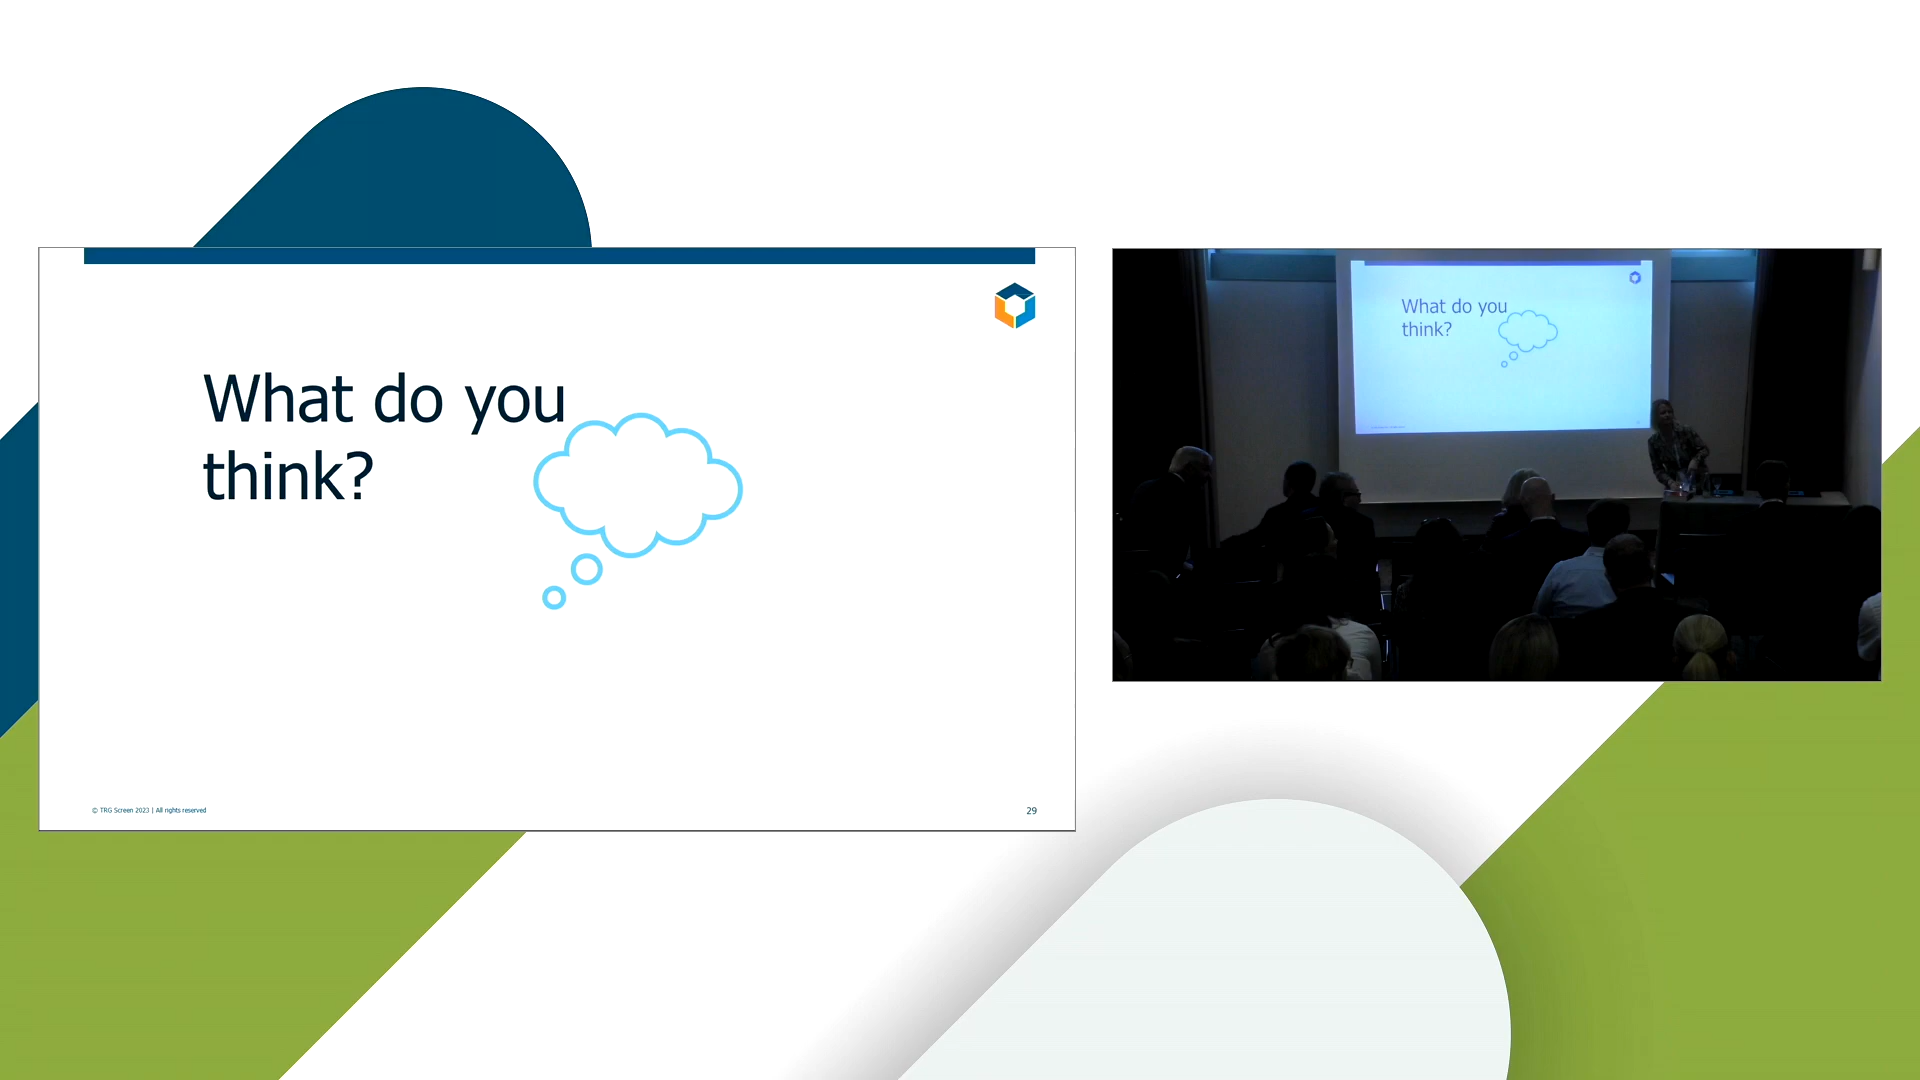 What do you
think?
© TRG Screen 2023 | All rights reserved
29
What do you
think?